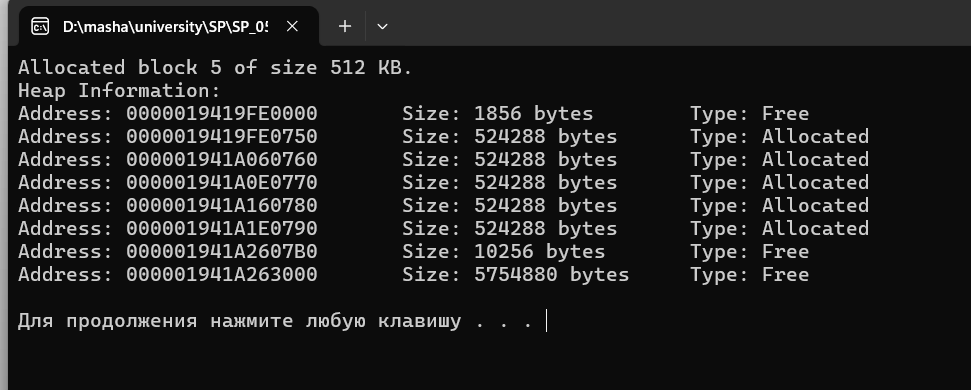 D:\masha\university\SP\SP_05
Allocated block 5 of size 512 KB.
Heap Information:
Address: 0000019419FE0000 Size: 1856 bytes Type: Free
Address: 0000019419FE0750 Size: 524288 bytes Type: Allocated
Address: 000001941A060760 Size: 524288 bytes Type: Allocated
Address: 000001941A0E0770 Size: 524288 bytes Type: Allocated
Address: 000001941A160780 Size: 524288 bytes Type: Allocated
Address: 000001941A1E0790 Size: 524288 bytes Type: Allocated
Address: 000001941A2607B0 Size: 10256 bytes Type: Free
Address: 000001941A263000 Size: 5754880 bytes Type: Free
Для продолжения нажмите любую клавишу . . .